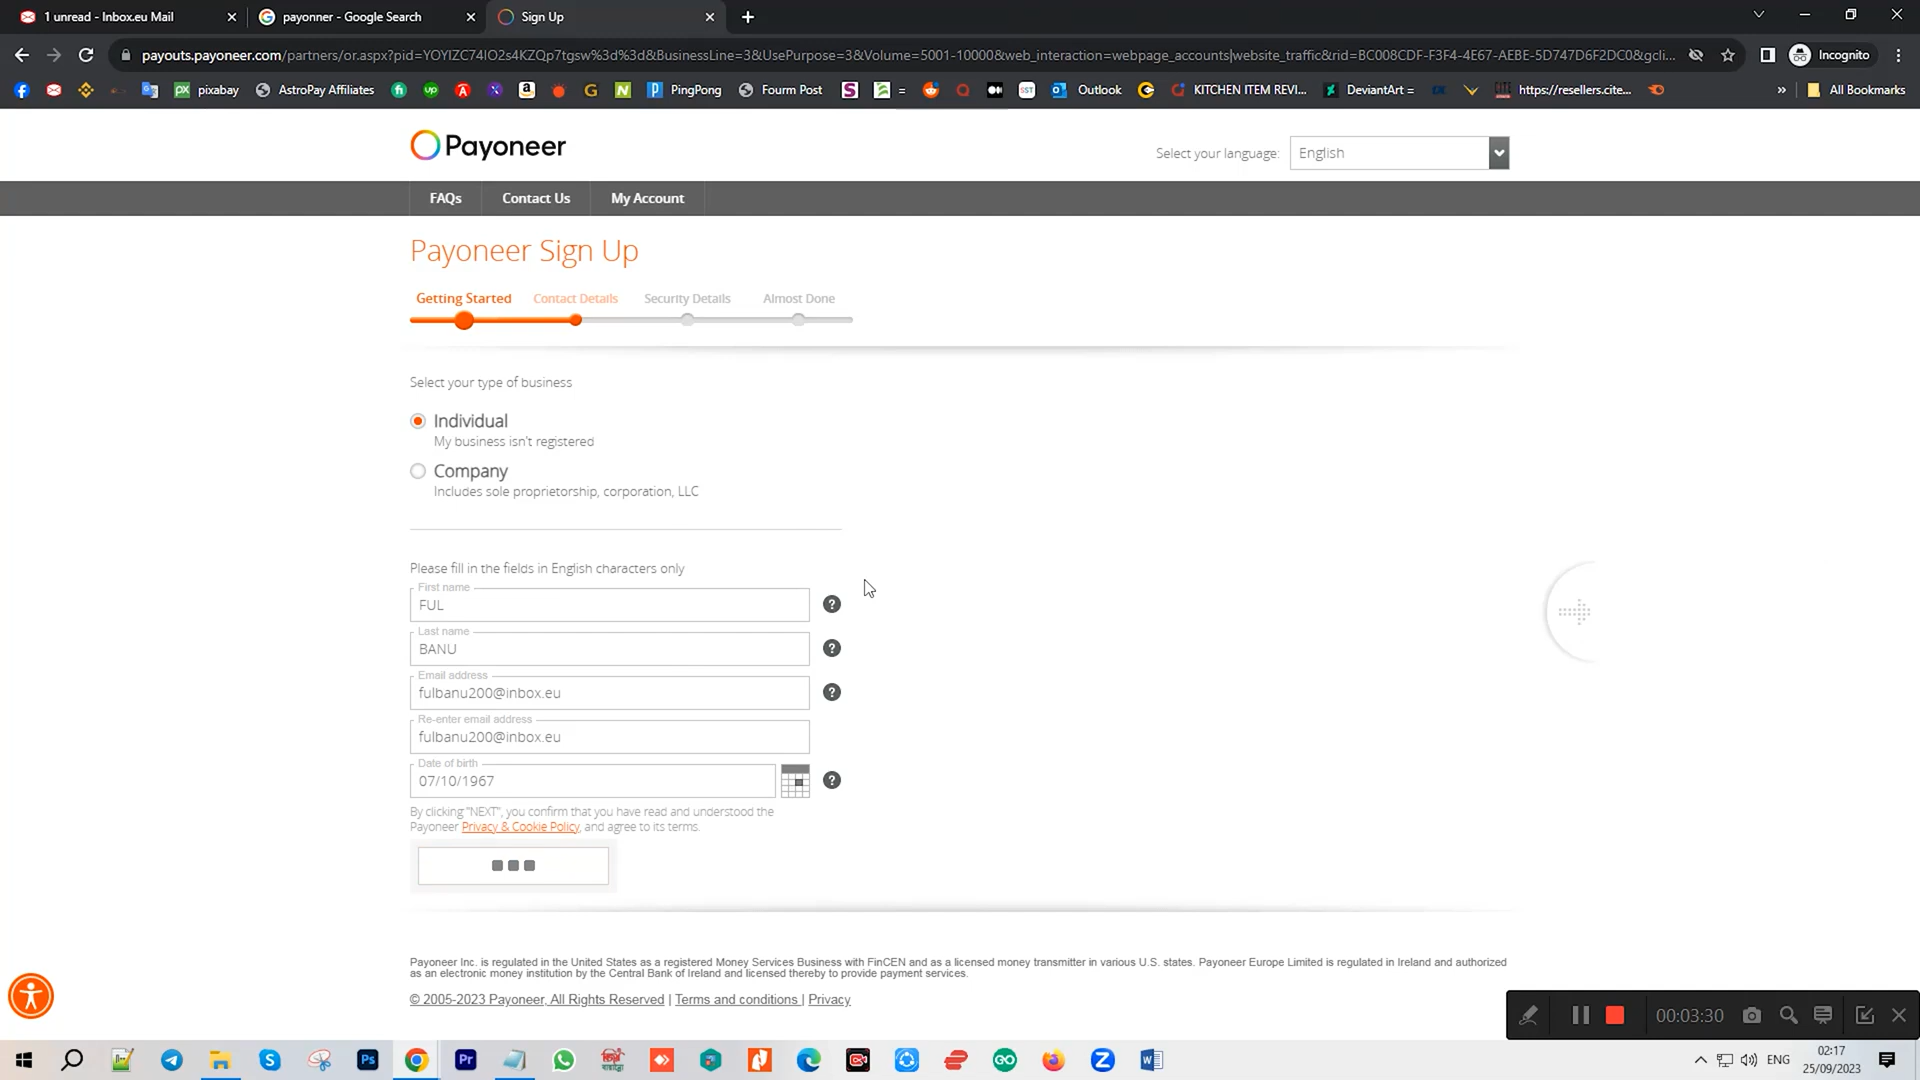 1 unread - Inbox.eu Mail
payonner - Google Search
Sign Up
payouts.payoneer.com/partners/or.aspx?pid=YOYIZC74IO2s4KZQp7tgsw%3d%3d&BusinessLine=3&UsePurpose=3&Volume=5001-10000&web_interaction=webpage_accounts|website_traffic&rid=BC008CDF-F3F4-4E67-AEBE-5D747D6F2DC0&gcli...
Incognito
pixabay
AstroPay Affiliates
PingPong
Fourm Post
=
Outlook
KITCHEN ITEM REVI...
DeviantArt =
https://resellers.cite...
»
All Bookmarks
Payoneer
Select your language:
English
FAQs
Contact Us
My Account
Payoneer Sign Up
Getting Started
Contact Details
Security Details
Almost Done
Select your type of business
Individual
My business isn't registered
Company
Includes sole proprietorship, corporation, LLC
Please fill in the fields in English characters only
First name
FUL
Last name
BANU
Email address
fulbanu200@inbox.eu
Re-enter email address
fulbanu200@inbox.eu
Date of birth
07/10/1967
By clicking "NEXT", you confirm that you have read and understood the
Payoneer Privacy & Cookie Policy, and agree to its terms.
Payoneer Inc. is regulated in the United States as a registered Money Services Business with FinCEN and as a licensed money transmitter in various U.S. states. Payoneer Europe Limited is regulated in Ireland and authorized
as an electronic money institution by the Central Bank of Ireland and licensed thereby to provide payment services.
© 2005-2023 Payoneer, All Rights Reserved | Terms and conditions | Privacy
00:03:30
ENG
02:17
25/09/2023